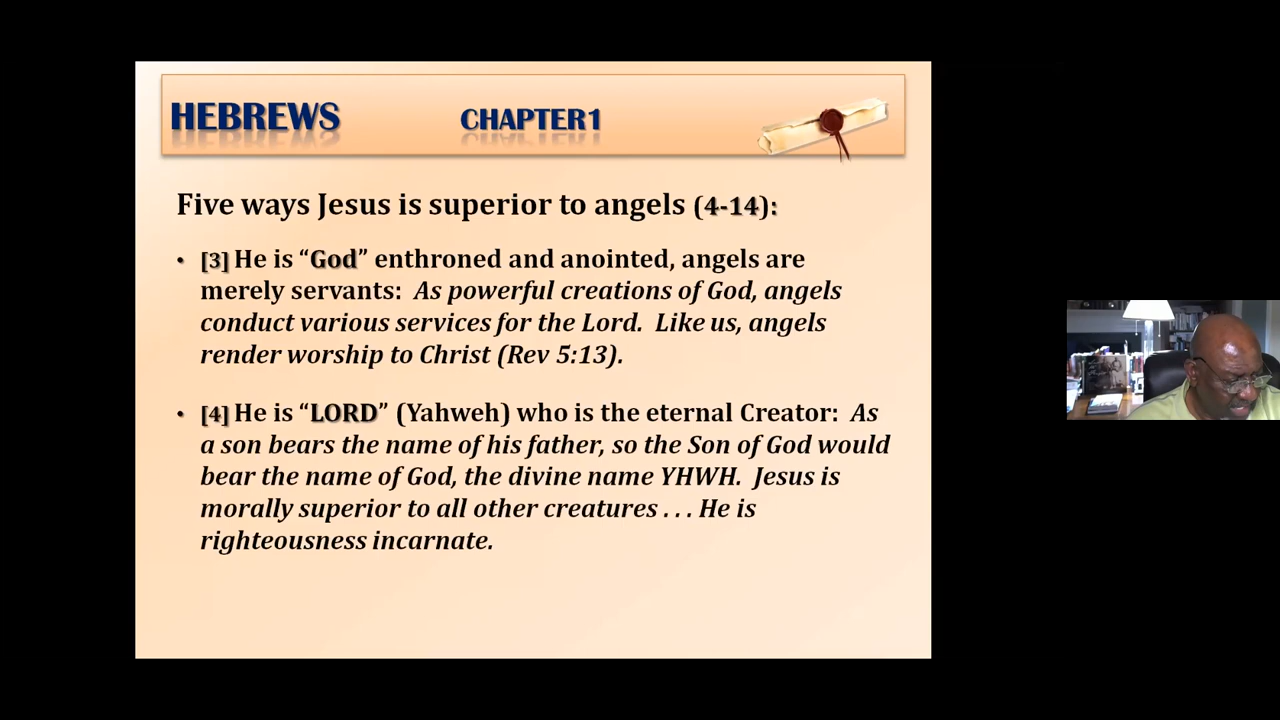 HEBREWS CHAPTER1
Five ways Jesus is superior to angels (4-14):
• [3] He is “God” enthroned and anointed, angels are
merely servants: As powerful creations of God, angels
conduct various services for the Lord. Like us, angels
render worship to Christ (Rev 5:13).
• [4] He is “LORD” (Yahweh) who is the eternal Creator: As
a son bears the name of his father, so the Son of God would
bear the name of God, the divine name YHWH. Jesus is
morally superior to all other creatures . . . He is
righteousness incarnate.